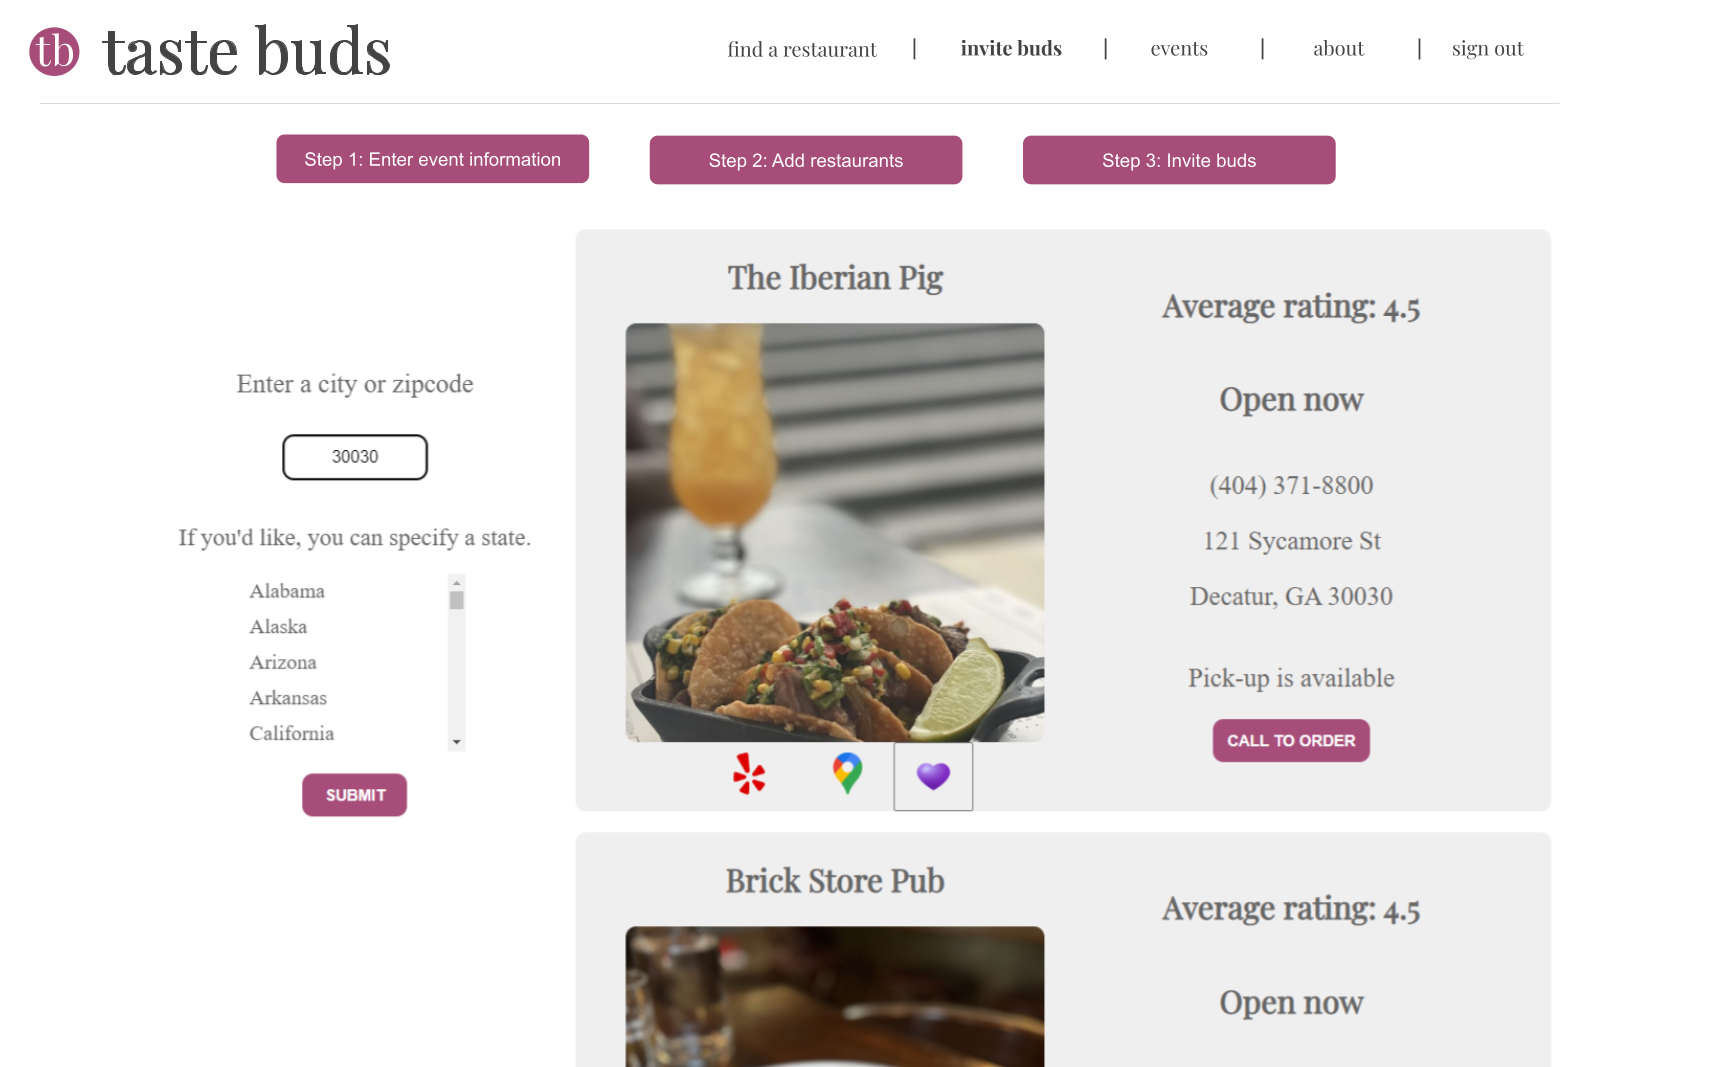 tb taste buds
find a restaurant | invite buds | events | about | sign out
Step 1: Enter event information
Step 2: Add restaurants
Step 3: Invite buds
Enter a city or zipcode
30030
If you'd like, you can specify a state.
Alabama
Alaska
Arizona
Arkansas
California
SUBMIT
The Iberian Pig
Average rating: 4.5
Open now
(404) 371-8800
121 Sycamore St
Decatur, GA 30030
Pick-up is available
CALL TO ORDER
Brick Store Pub
Average rating: 4.5
Open now